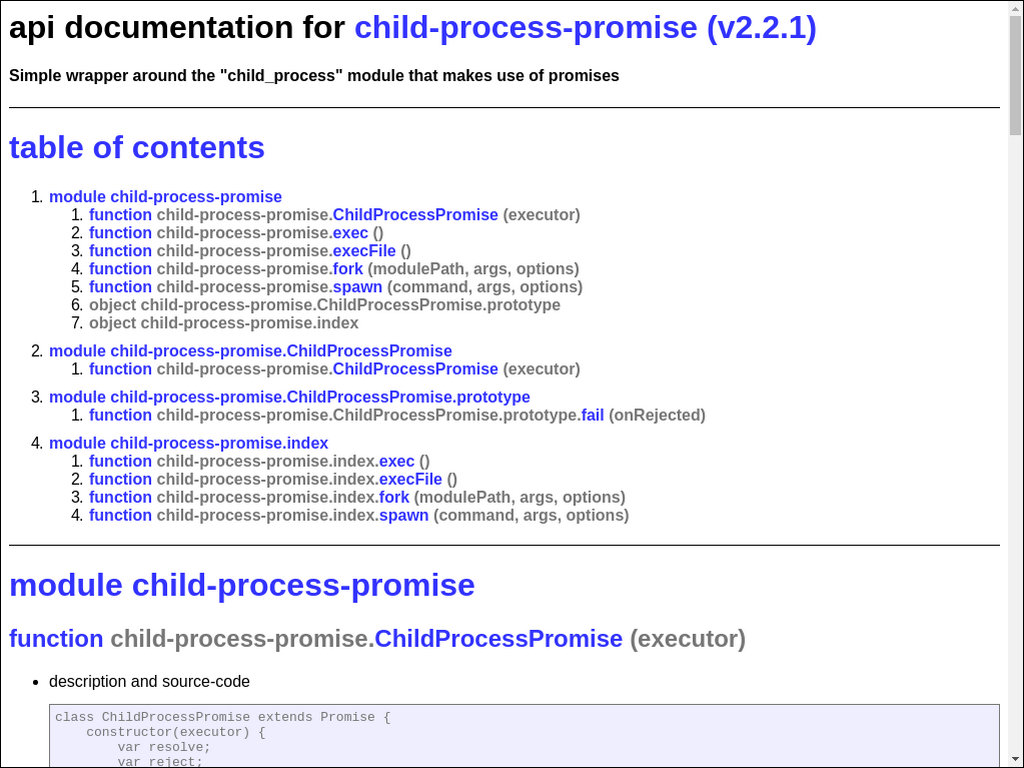 api documentation for child-process-promise (v2.2.1)
Simple wrapper around the "child_process" module that makes use of promises
table of contents
1. module child-process-promise
1. function child-process-promise.ChildProcessPromise (executor)
2. function child-process-promise.exec ()
3. function child-process-promise.execFile ()
4. function child-process-promise.fork (modulePath, args, options)
5. function child-process-promise.spawn (command, args, options)
6. object child-process-promise.ChildProcessPromise.prototype
7. object child-process-promise.index
2. module child-process-promise.ChildProcessPromise
1. function child-process-promise.ChildProcessPromise (executor)
3. module child-process-promise.ChildProcessPromise.prototype
1. function child-process-promise.ChildProcessPromise.prototype.fail (onRejected)
4. module child-process-promise.index
1. function child-process-promise.index.exec ()
2. function child-process-promise.index.execFile ()
3. function child-process-promise.index.fork (modulePath, args, options)
4. function child-process-promise.index.spawn (command, args, options)
module child-process-promise
function child-process-promise.ChildProcessPromise (executor)
• description and source-code
class ChildProcessPromise extends Promise {
    constructor(executor) {
        var resolve;
        var reject;